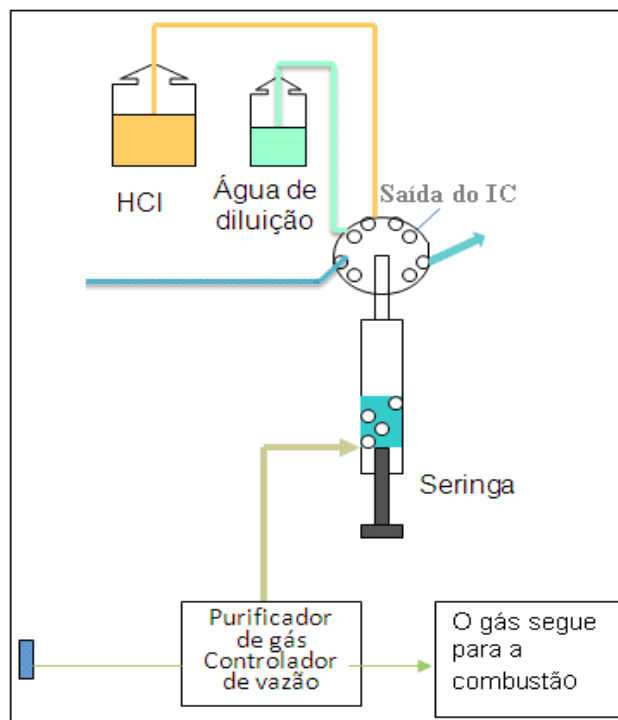 HCl
Água de
diluição
Saída do IC
Seringa
Purificador
de gás
Controlador
de vazão
O gás segue
para a
combustão